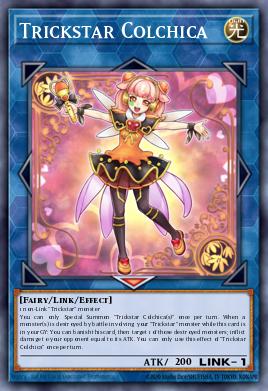 TRICKSTAR COLCHICA
光
[FAIRY/LINK/EFFECT]
1 non-Link "Trickstar" monster
You can only Special Summon "Trickstar Colchica(s)" once per turn. When a
monster(s) is destroyed by battle involving your "Trickstar" monster while this card is
in your GY: You can banish this card, then target 1 of those destroyed monsters; inflict
damage to your opponent equal to its ATK. You can only use this effect of "Trickstar
Colchica" once per turn.
ATK/ 200 LINK-1